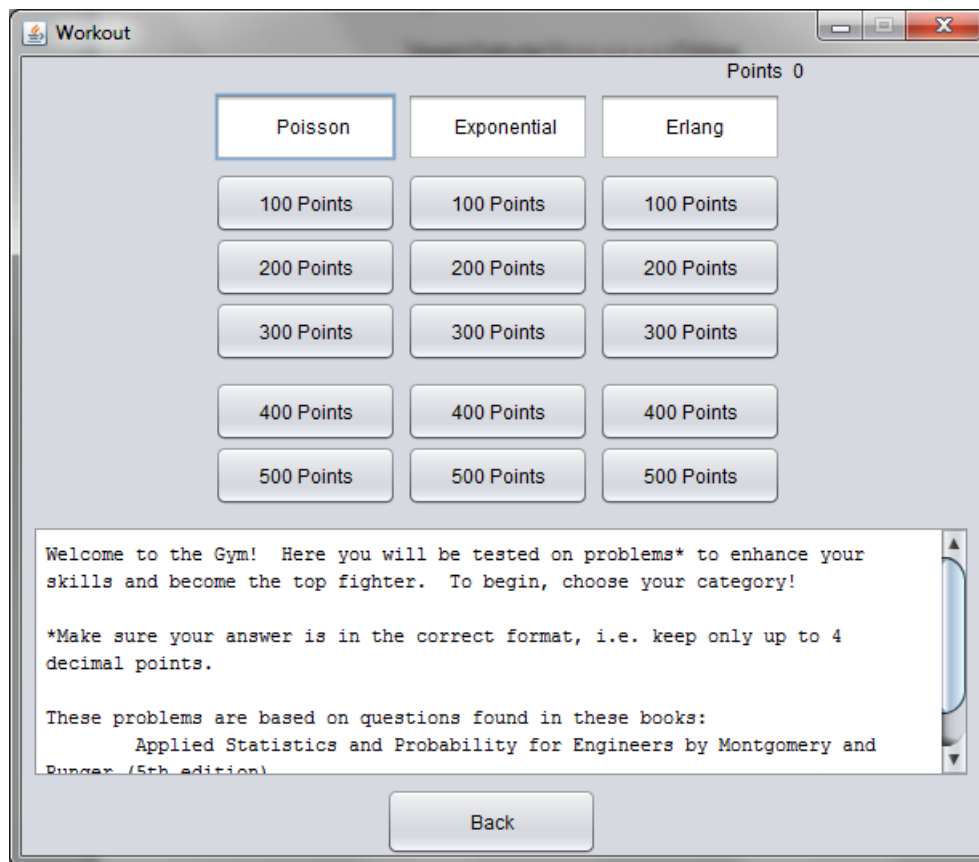 Workout
Points 0
Poisson Exponential Erlang
100 Points 100 Points 100 Points
200 Points 200 Points 200 Points
300 Points 300 Points 300 Points
400 Points 400 Points 400 Points
500 Points 500 Points 500 Points
Welcome to the Gym!  Here you will be tested on problems* to enhance your
skills and become the top fighter.  To begin, choose your category!
*Make sure your answer is in the correct format, i.e. keep only up to 4
decimal points.
These problems are based on questions found in these books:
Applied Statistics and Probability for Engineers by Montgomery and
Runger (5th edition)
Back